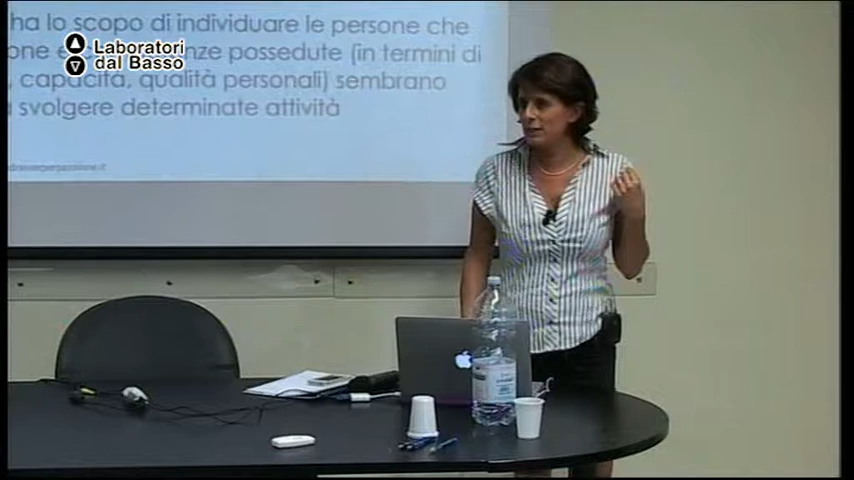 ha lo scopo di individuare le persone che
possedute (in termini di
, capacità, qualità personali) sembrano
svolgere determinate attività
Laboratori
dal Basso